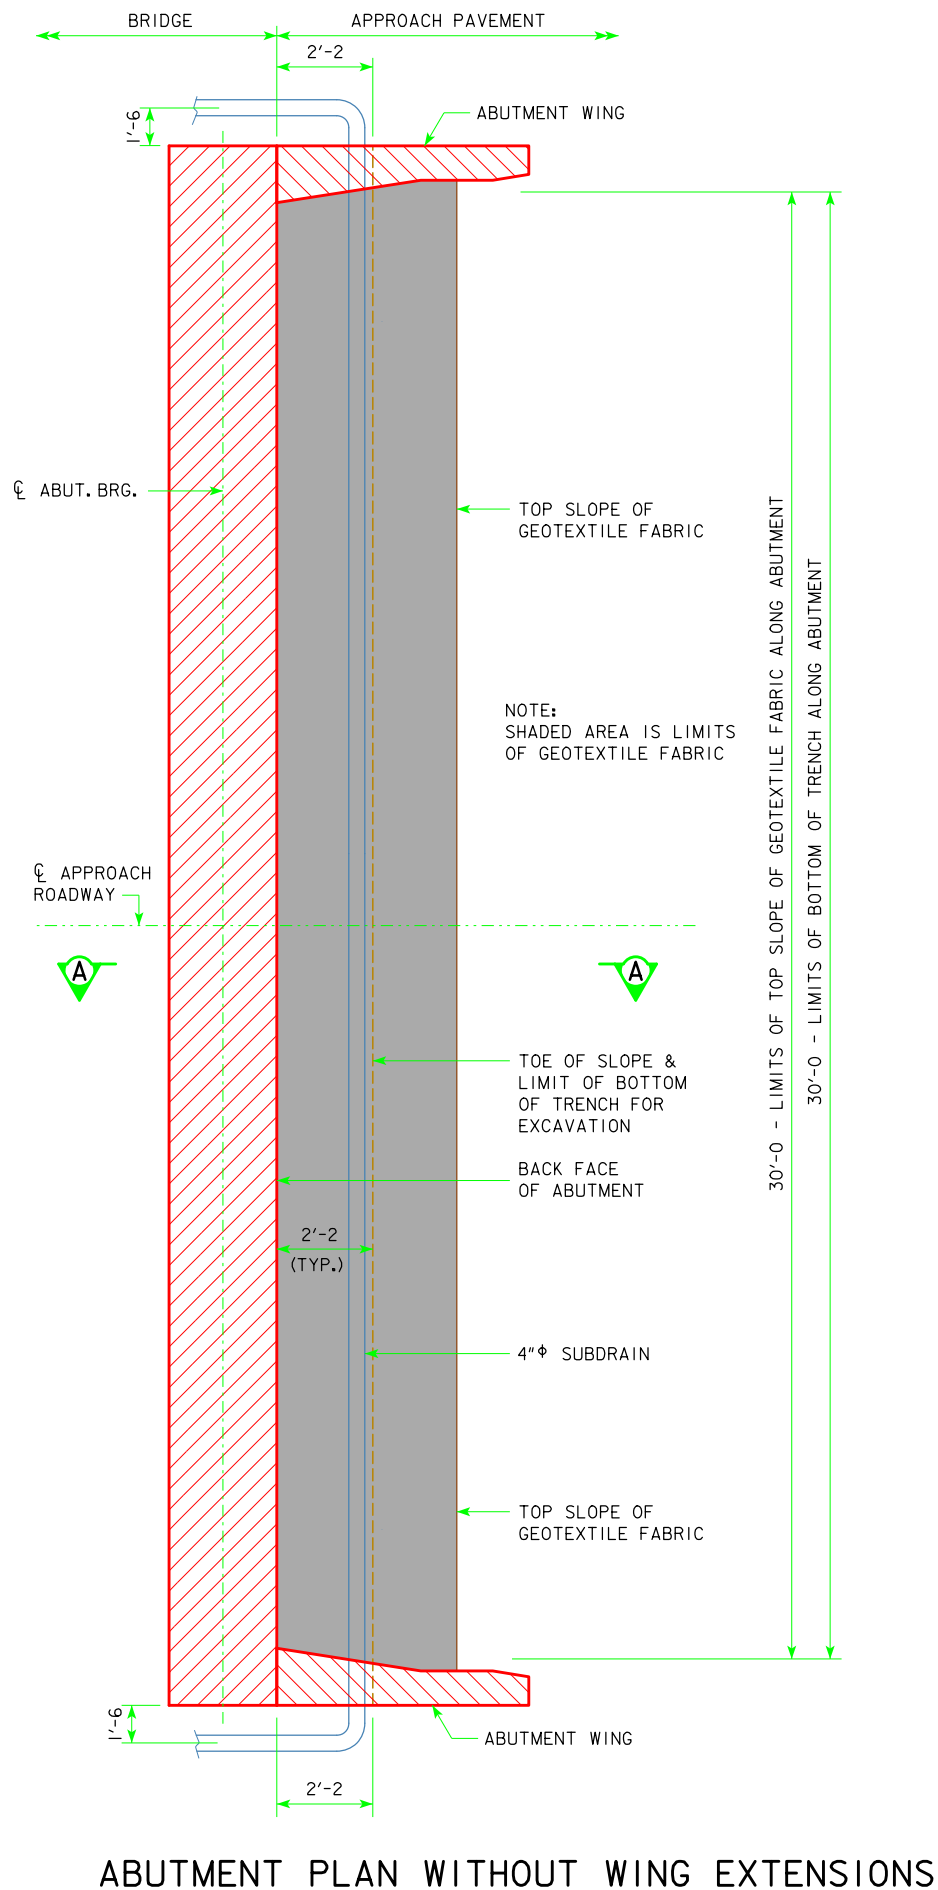 BRIDGE
APPROACH PAVEMENT
2'-2
1'-6
ABUTMENT WING
℄ ABUT. BRG.
TOP SLOPE OF
GEOTEXTILE FABRIC
NOTE:
SHADED AREA IS LIMITS
OF GEOTEXTILE FABRIC
30'-0 - LIMITS OF TOP SLOPE OF GEOTEXTILE FABRIC ALONG ABUTMENT
30'-0 - LIMITS OF BOTTOM OF TRENCH ALONG ABUTMENT
℄ APPROACH
ROADWAY
A
A
TOE OF SLOPE &
LIMIT OF BOTTOM
OF TRENCH FOR
EXCAVATION
BACK FACE
OF ABUTMENT
2'-2
(TYP.)
4"ϕ SUBDRAIN
TOP SLOPE OF
GEOTEXTILE FABRIC
1'-6
ABUTMENT WING
2'-2
ABUTMENT PLAN WITHOUT WING EXTENSIONS